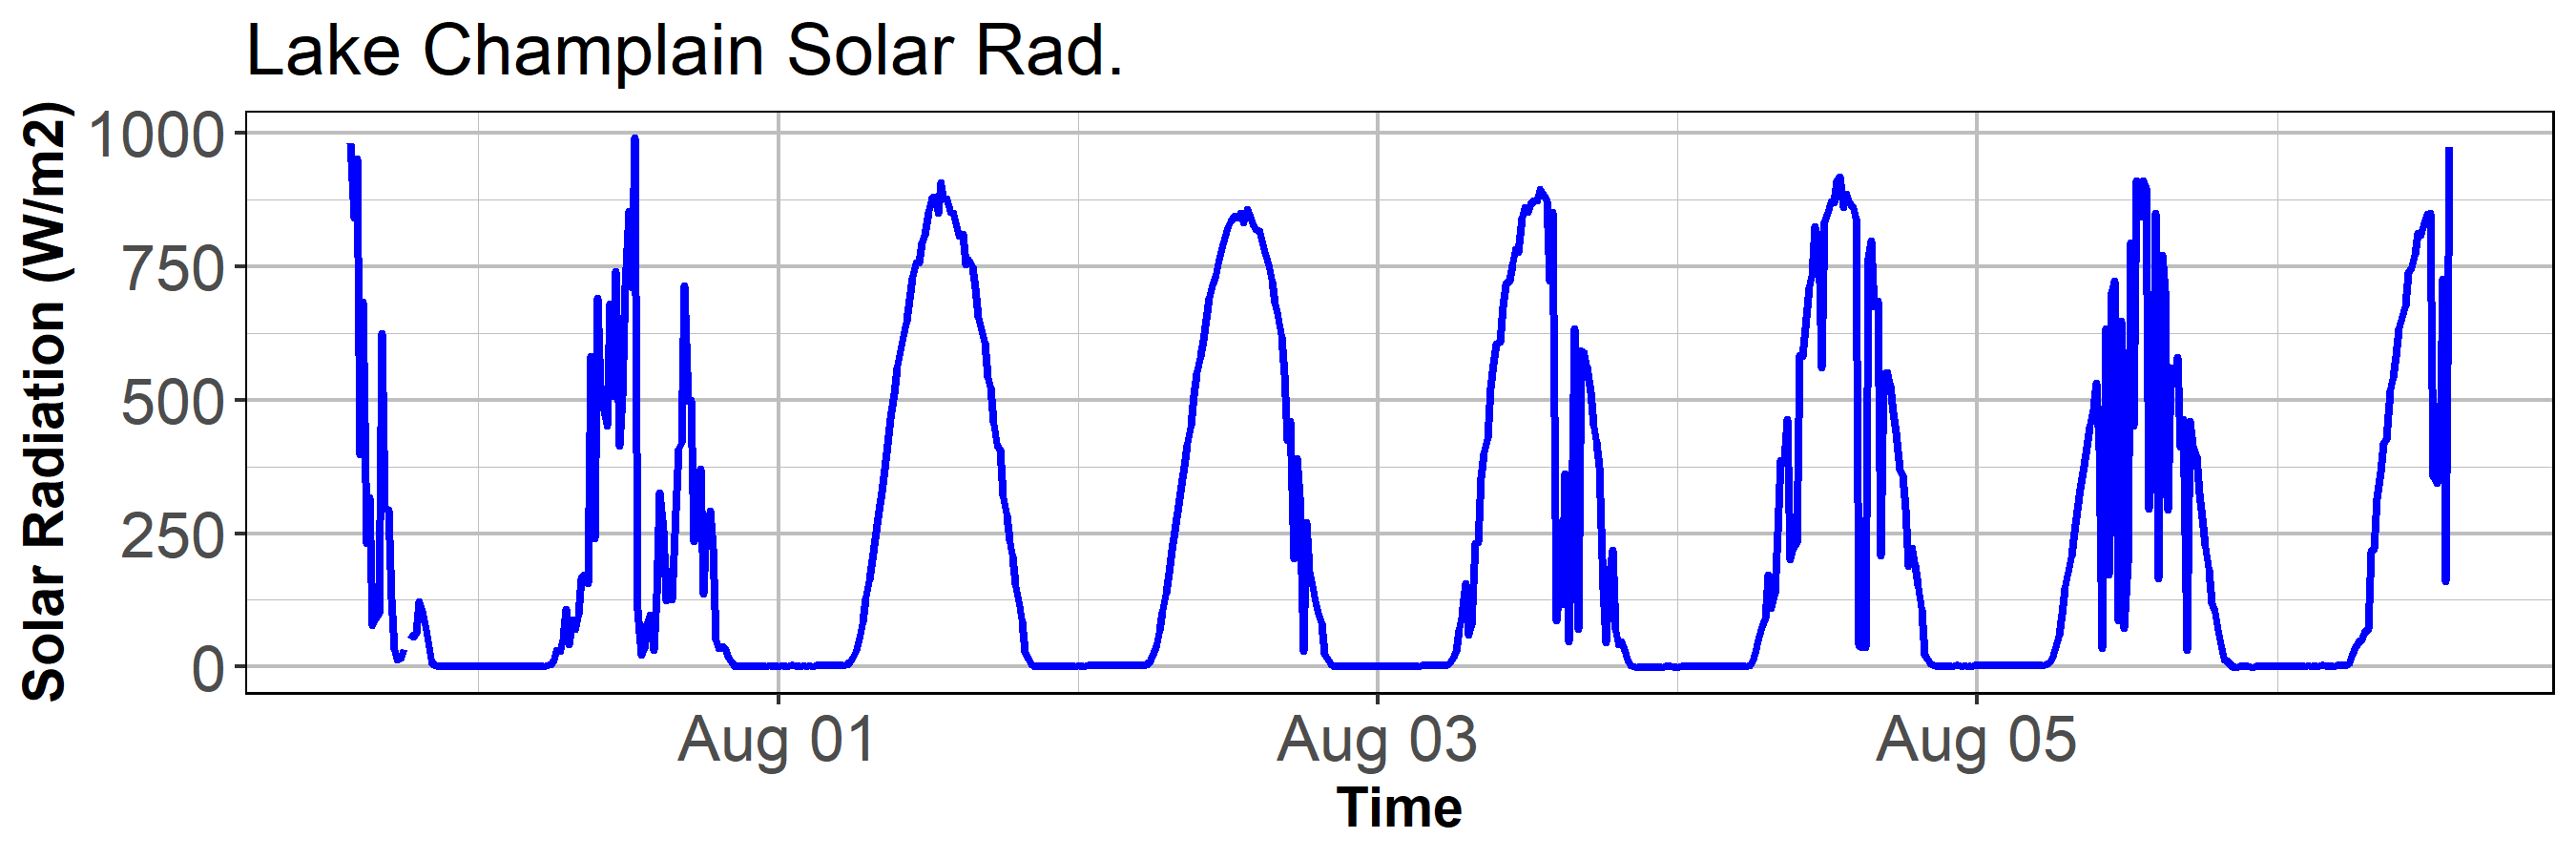 Lake Champlain Solar Rad.
Solar Radiation (W/m2)
1000
750
500
250
0
Aug 01 Aug 03 Aug 05
Time